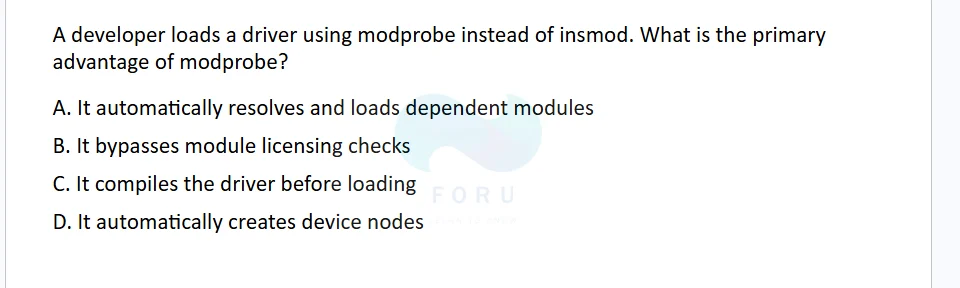 A developer loads a driver using modprobe instead of insmod. What is the primary
advantage of modprobe?
A. It automatically resolves and loads dependent modules
B. It bypasses module licensing checks
C. It compiles the driver before loading
FORU
D. It automatically creates device nodes